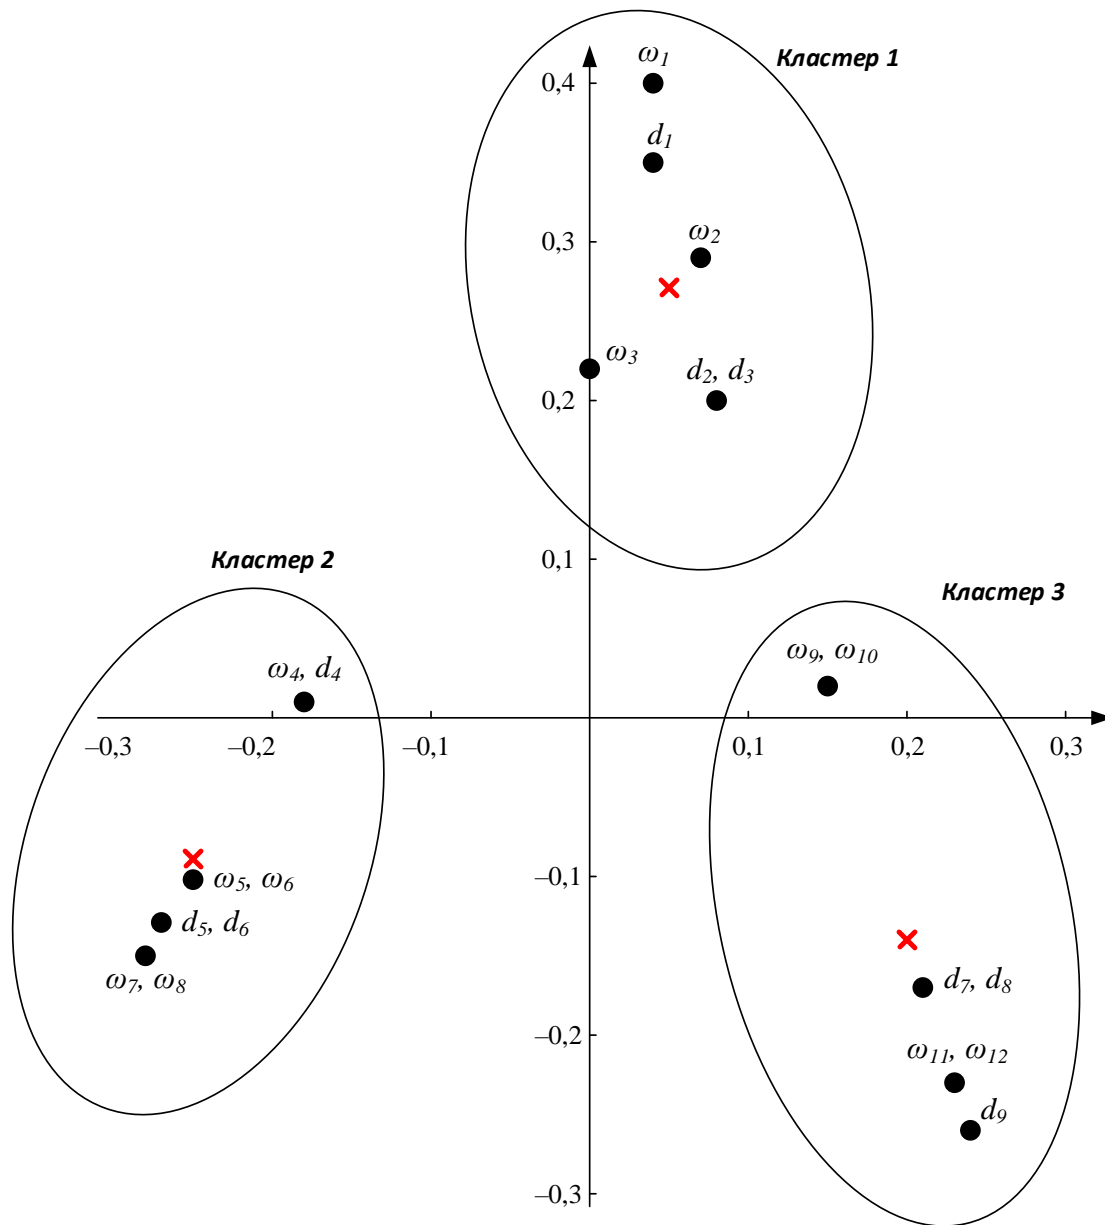 ω₁
Кластер 1
0,4
d₁
0,3
ω₂
ω₃
d₂, d₃
0,2
0,1
Кластер 2
Кластер 3
ω₄, d₄
ω₉, ω₁₀
–0,3
–0,2
–0,1
0,1
0,2
0,3
–0,1
ω₅, ω₆
d₅, d₆
ω₇, ω₈
d₇, d₈
–0,2
ω₁₁, ω₁₂
d₉
–0,3